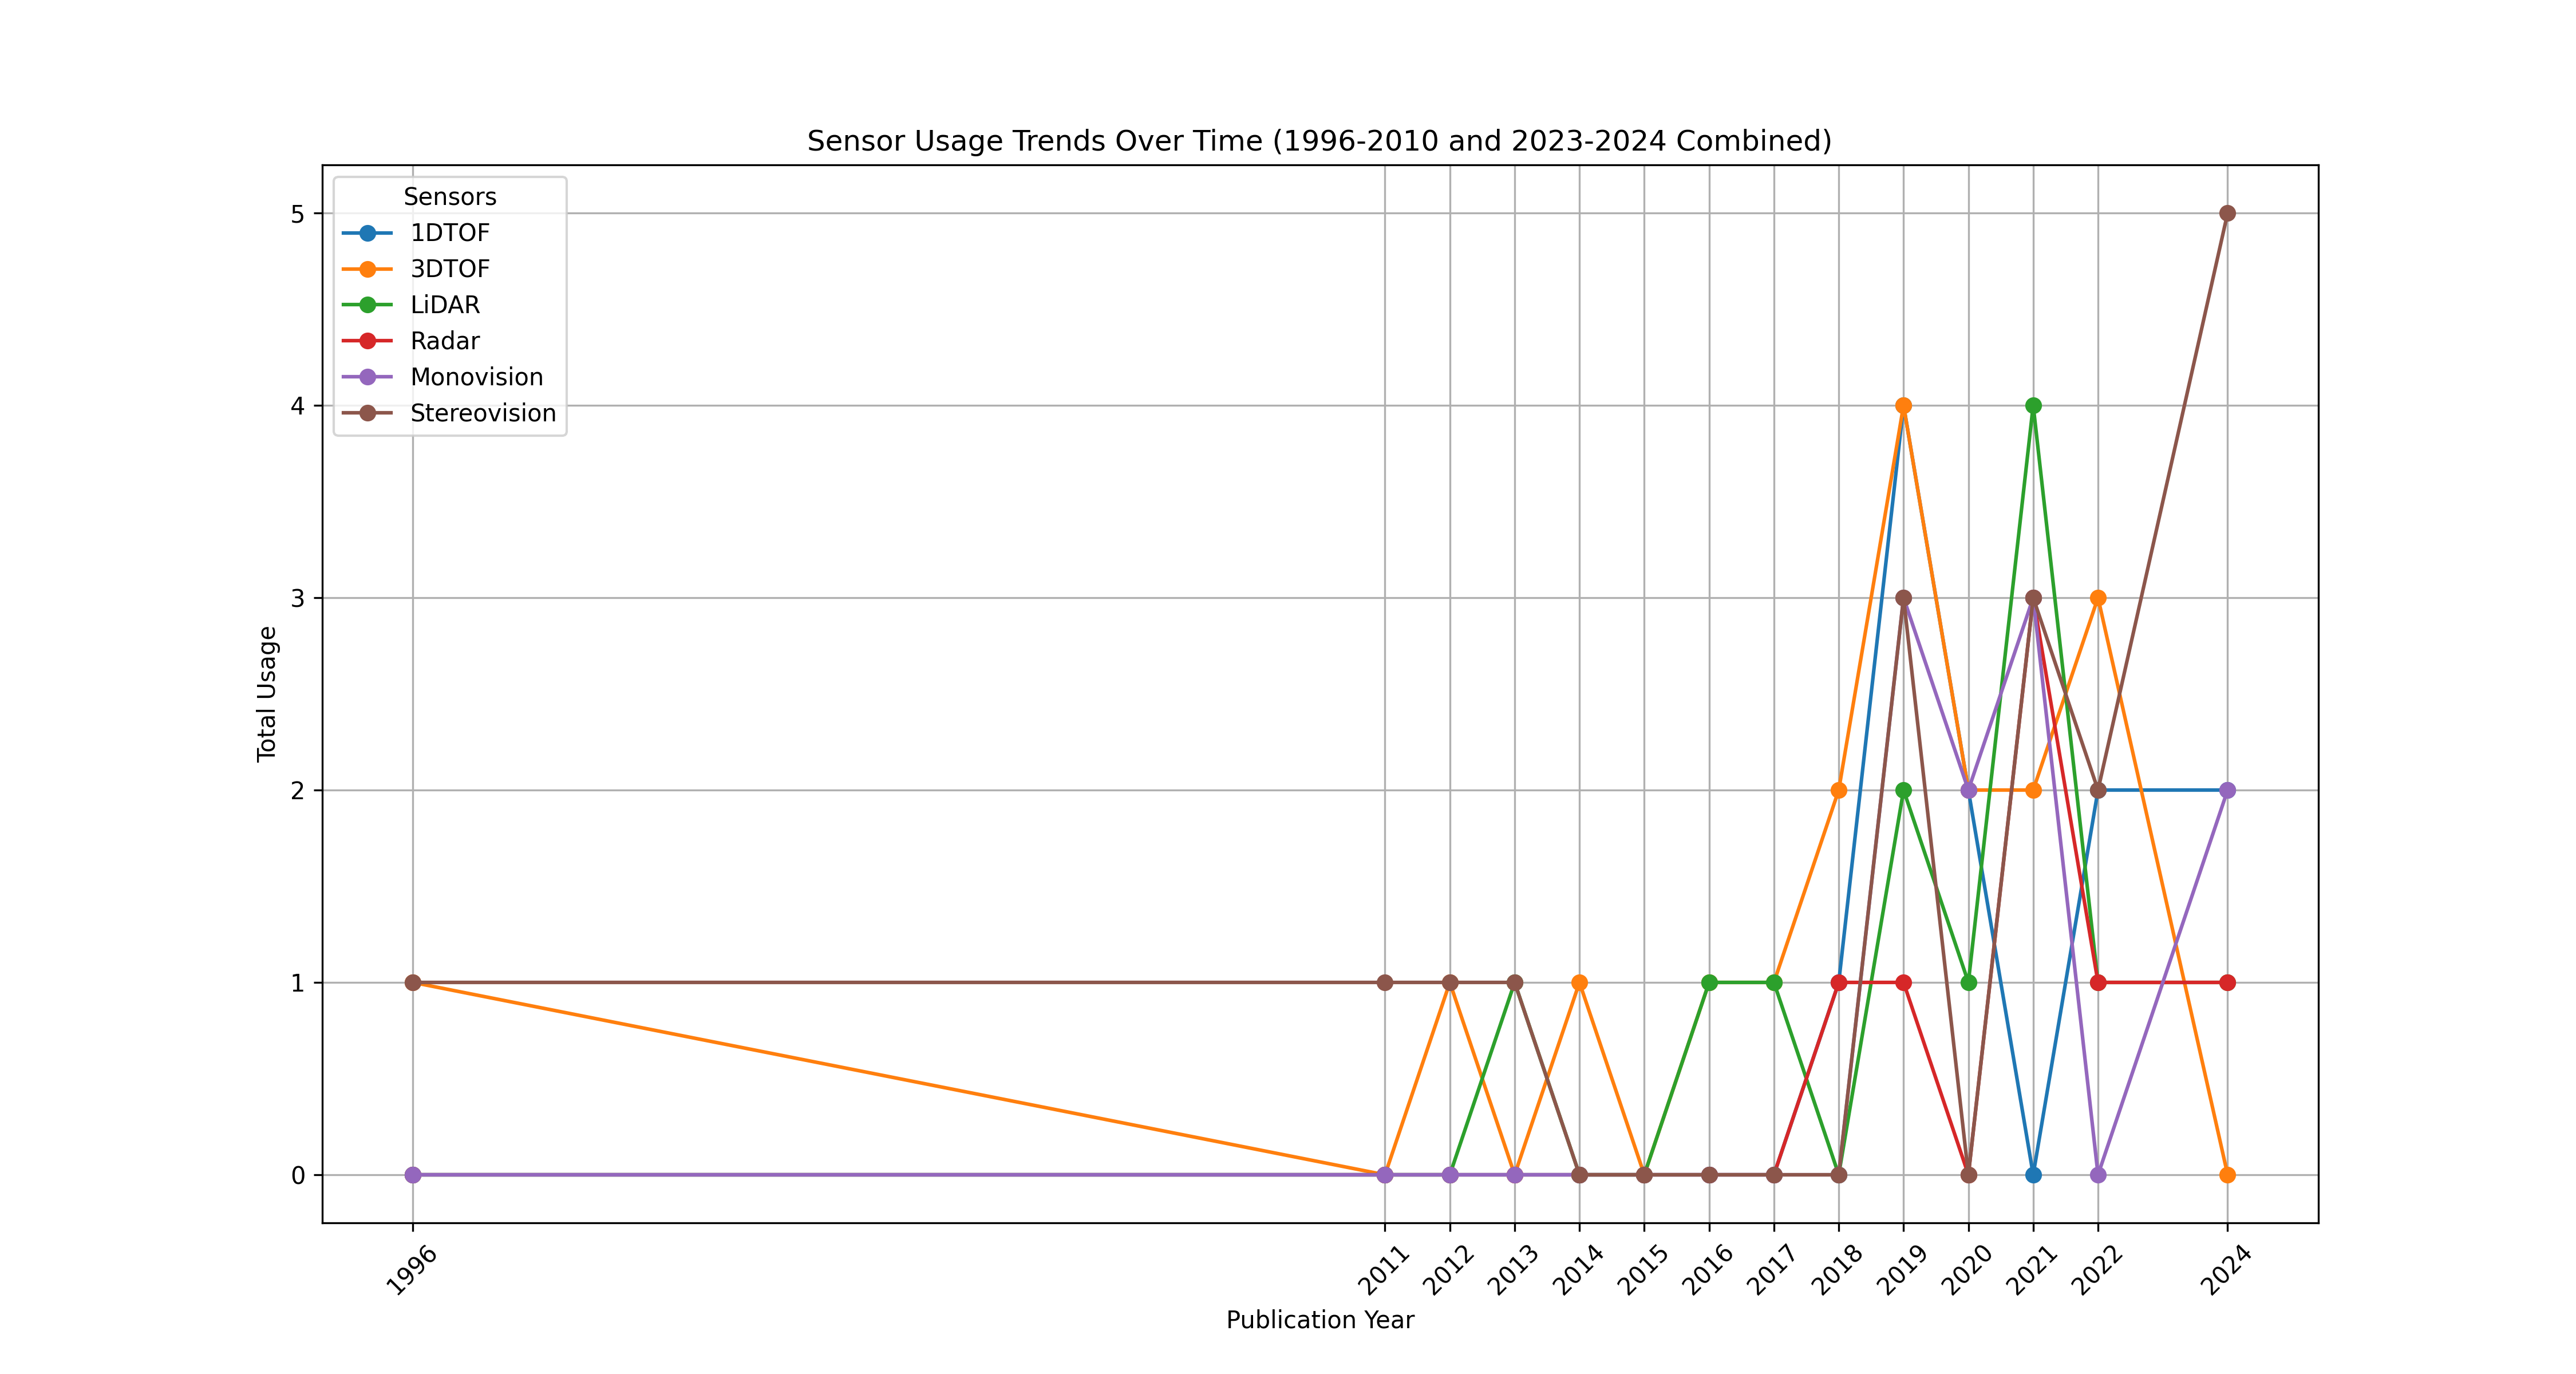 Sensor Usage Trends Over Time (1996-2010 and 2023-2024 Combined)
Sensors
1DTOF
3DTOF
LiDAR
Radar
Monovision
Stereovision
Total Usage
5
4
3
2
1
0
1996
2011
2012
2013
2014
2015
2016
2017
2018
2019
2020
2021
2022
2024
Publication Year